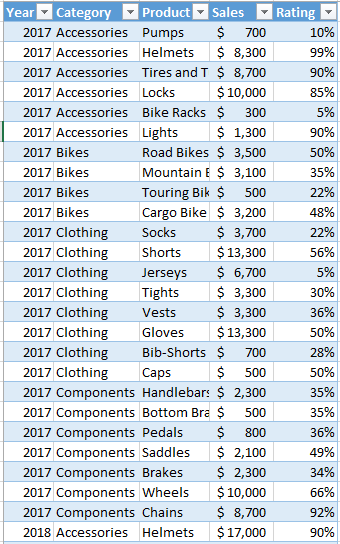 Year Category Product Sales Rating
2017 Accessories Pumps $ 700 10%
2017 Accessories Helmets $ 8,300 99%
2017 Accessories Tires and T $ 8,700 90%
2017 Accessories Locks $ 10,000 85%
2017 Accessories Bike Racks $ 300 5%
2017 Accessories Lights $ 1,300 90%
2017 Bikes Road Bikes $ 3,500 50%
2017 Bikes Mountain B $ 3,100 35%
2017 Bikes Touring Bik $ 500 22%
2017 Bikes Cargo Bike $ 3,200 48%
2017 Clothing Socks $ 3,700 22%
2017 Clothing Shorts $ 13,300 56%
2017 Clothing Jerseys $ 6,700 5%
2017 Clothing Tights $ 3,300 30%
2017 Clothing Vests $ 3,300 36%
2017 Clothing Gloves $ 13,300 50%
2017 Clothing Bib-Shorts $ 700 28%
2017 Clothing Caps $ 500 50%
2017 Components Handlebars $ 2,300 35%
2017 Components Bottom Bra $ 500 35%
2017 Components Pedals $ 800 36%
2017 Components Saddles $ 2,100 49%
2017 Components Brakes $ 2,300 34%
2017 Components Wheels $ 10,000 66%
2017 Components Chains $ 8,700 92%
2018 Accessories Helmets $ 17,000 90%